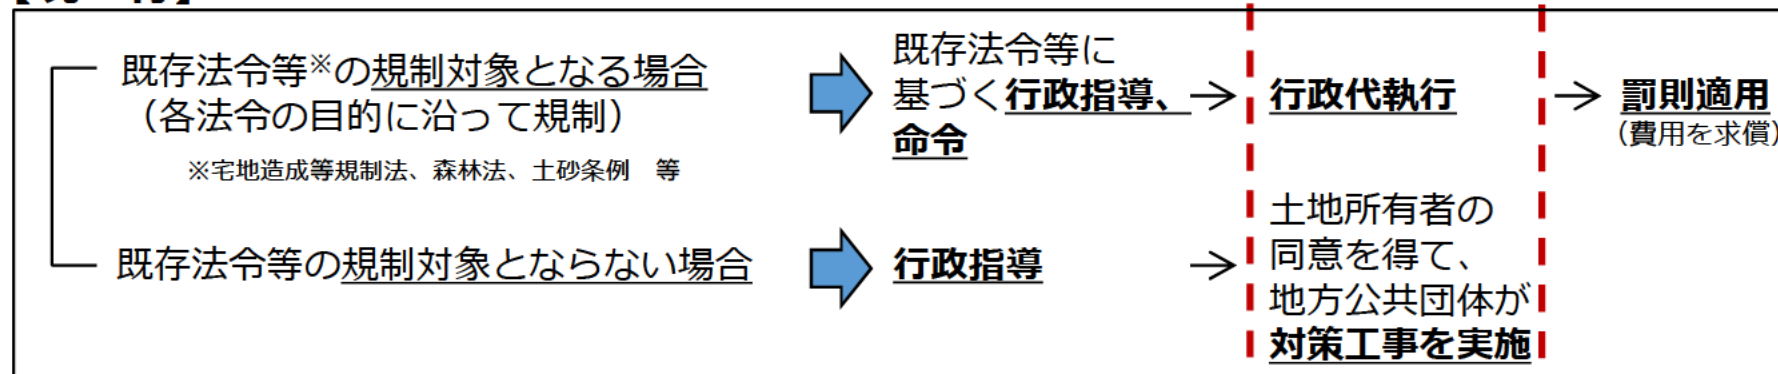 既存法令等※の規制対象となる場合
（各法令の目的に沿って規制）
※宅地造成等規制法、森林法、土砂条例　等
既存法令等に
基づく行政指導、
命令
行政代執行
罰則適用
（費用を求償）
既存法令等の規制対象とならない場合
行政指導
土地所有者の
同意を得て、
地方公共団体が
対策工事を実施